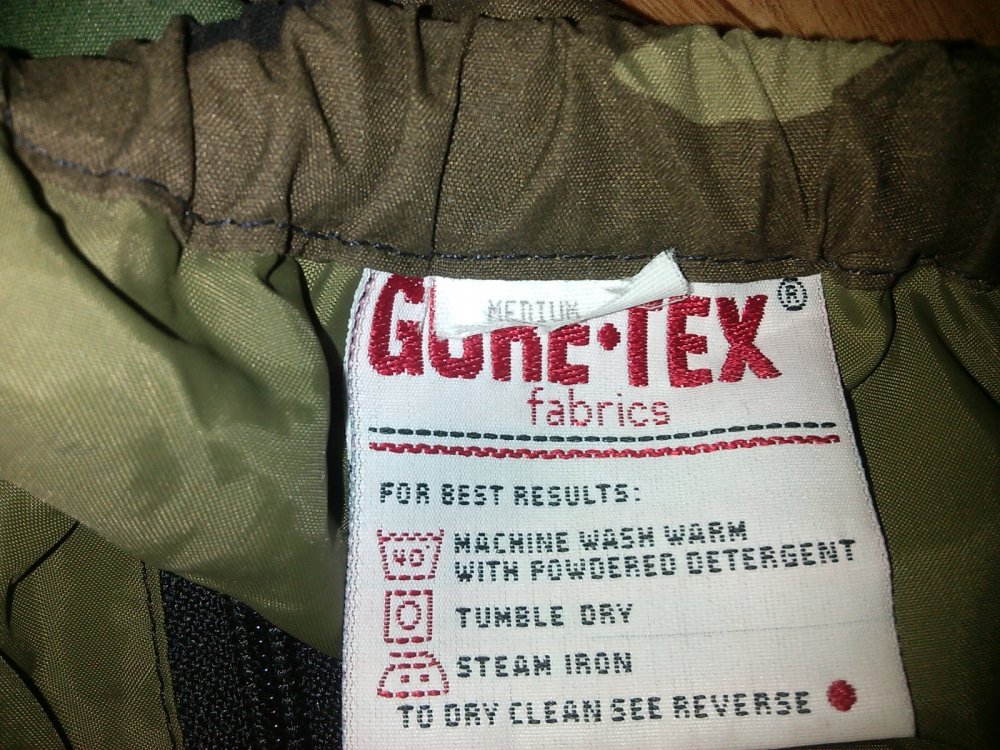 MEDIUM
GORE-TEX®
fabrics
FOR BEST RESULTS:
40°
MACHINE WASH WARM
WITH POWDERED DETERGENT
TUMBLE DRY
STEAM IRON
TO DRY CLEAN SEE REVERSE